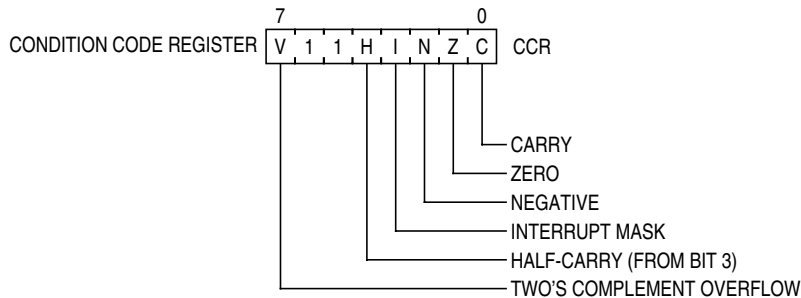 7 0
CONDITION CODE REGISTER V 1 1 H I N Z C CCR
CARRY
ZERO
NEGATIVE
INTERRUPT MASK
HALF-CARRY (FROM BIT 3)
TWO'S COMPLEMENT OVERFLOW